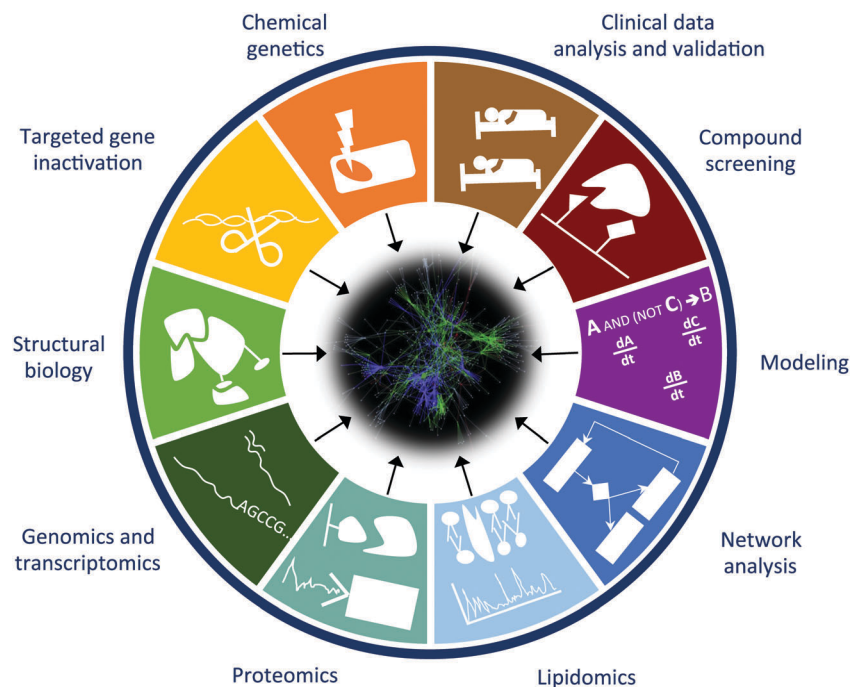 Chemical
genetics
Clinical data
analysis and validation
Targeted gene
inactivation
Compound
screening
A AND (NOT C) ➔ B
dA
dt
dC
dt
dB
dt
Structural
biology
Modeling
AGCCG...
Genomics and
transcriptomics
Network
analysis
Proteomics
Lipidomics